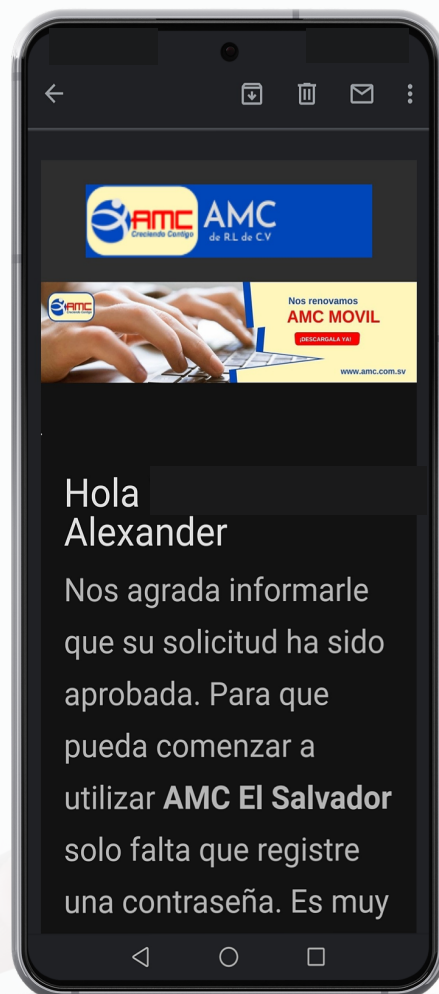 AMC
Creciendo Contigo
AMC
de R.L de C.V
AMC
Nos renovamos
AMC MOVIL
¡DESCARGALA YA!
www.amc.com.sv
Hola
Alexander
Nos agrada informarle
que su solicitud ha sido
aprobada. Para que
pueda comenzar a
utilizar AMC El Salvador
solo falta que registre
una contraseña. Es muy